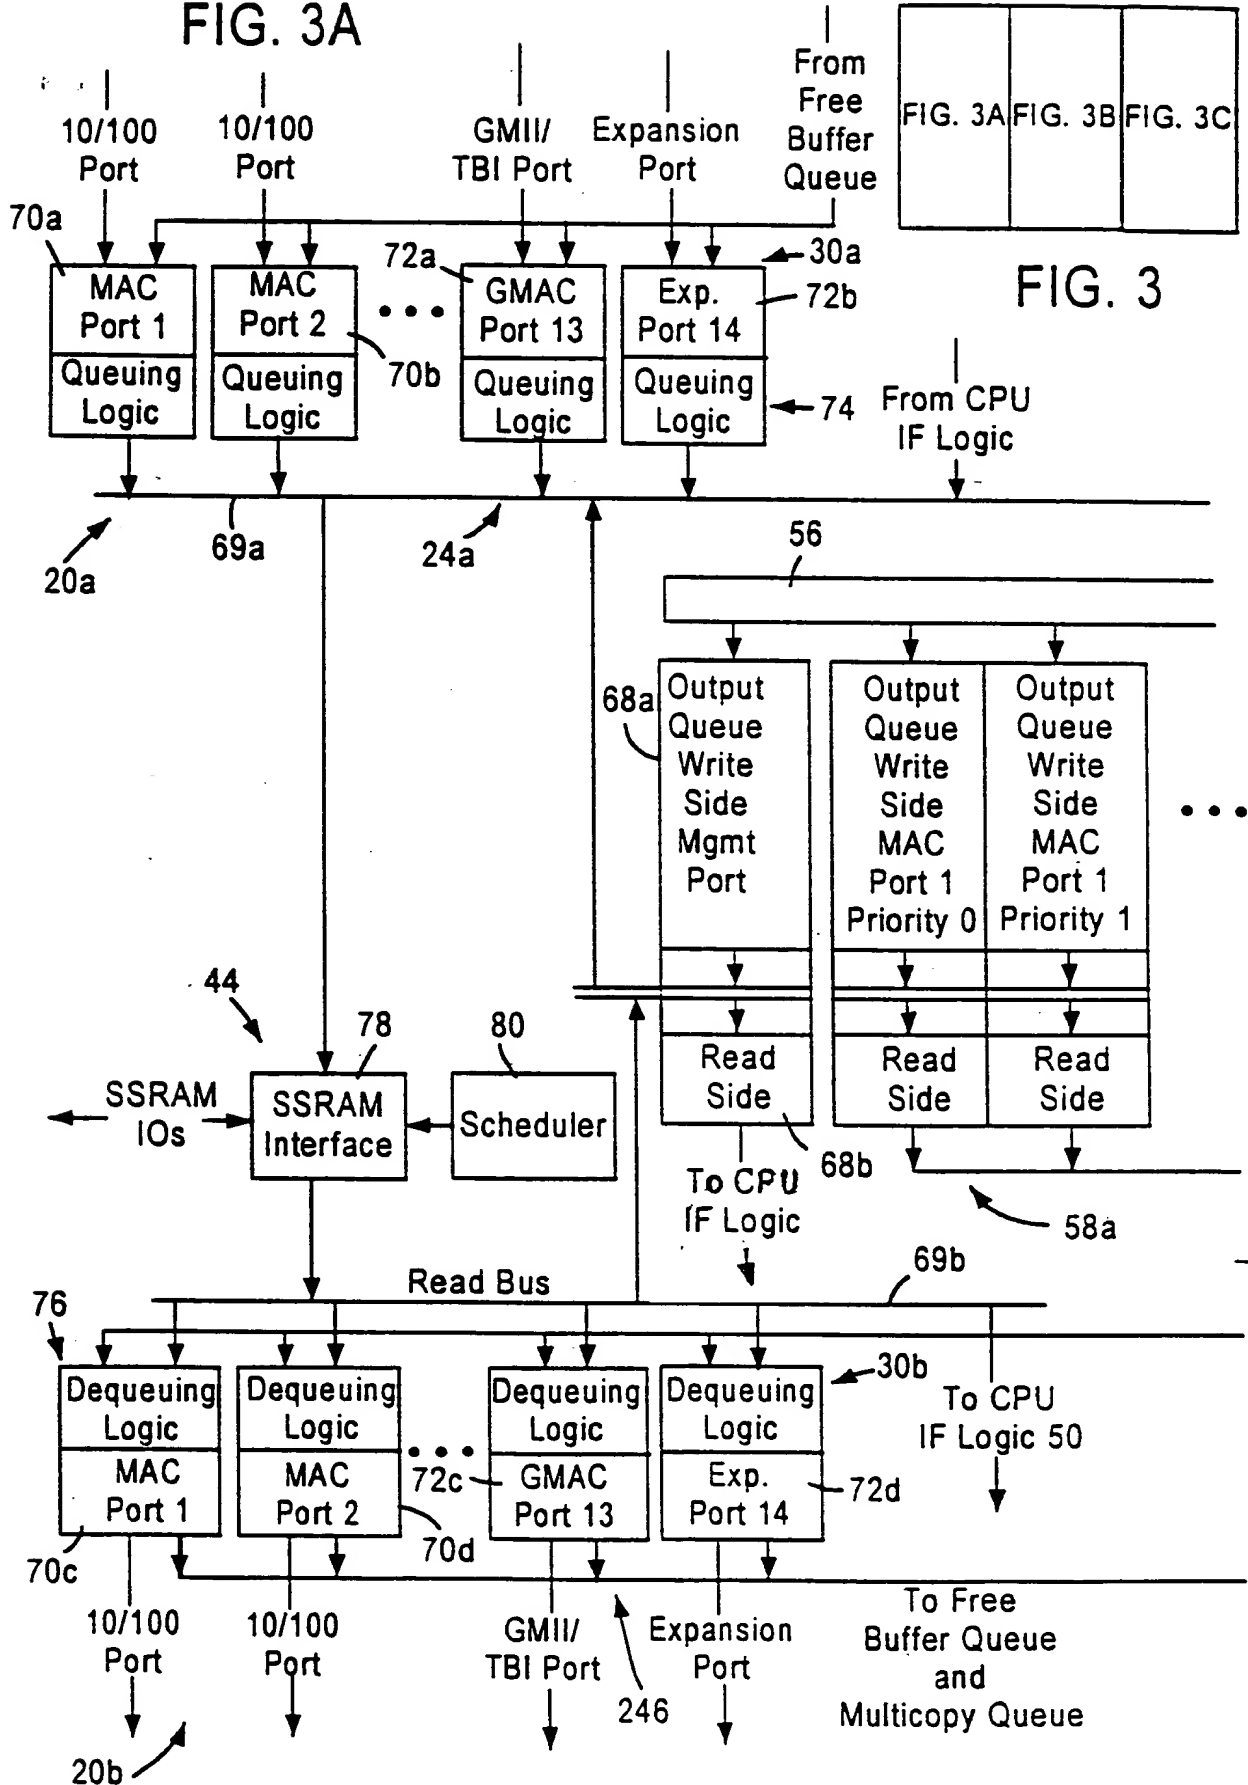 FIG. 3A
FIG. 3A FIG. 3B FIG. 3C
FIG. 3
10/100
Port
10/100
Port
GMII/
TBI Port
Expansion
Port
From
Free
Buffer
Queue
70a
MAC
Port 1
Queuing
Logic
MAC
Port 2
Queuing
Logic
70b
72a
GMAC
Port 13
Queuing
Logic
Exp.
Port 14
Queuing
Logic
30a
72b
74
From CPU
IF Logic
20a
69a
24a
56
68a
Output
Queue
Write
Side
Mgmt
Port
Output
Queue
Write
Side
MAC
Port 1
Priority 0
Output
Queue
Write
Side
MAC
Port 1
Priority 1
Read
Side
Read
Side
Read
Side
68b
To CPU
IF Logic
58a
44
78
80
SSRAM
IOs
SSRAM
Interface
Scheduler
Read Bus
69b
76
Dequeuing
Logic
MAC
Port 1
Dequeuing
Logic
MAC
Port 2
Dequeuing
Logic
GMAC
Port 13
Dequeuing
Logic
Exp.
Port 14
30b
72c
72d
To CPU
IF Logic 50
70c
70d
10/100
Port
10/100
Port
GMII/
TBI Port
Expansion
Port
To Free
Buffer Queue
and
Multicopy Queue
246
20b